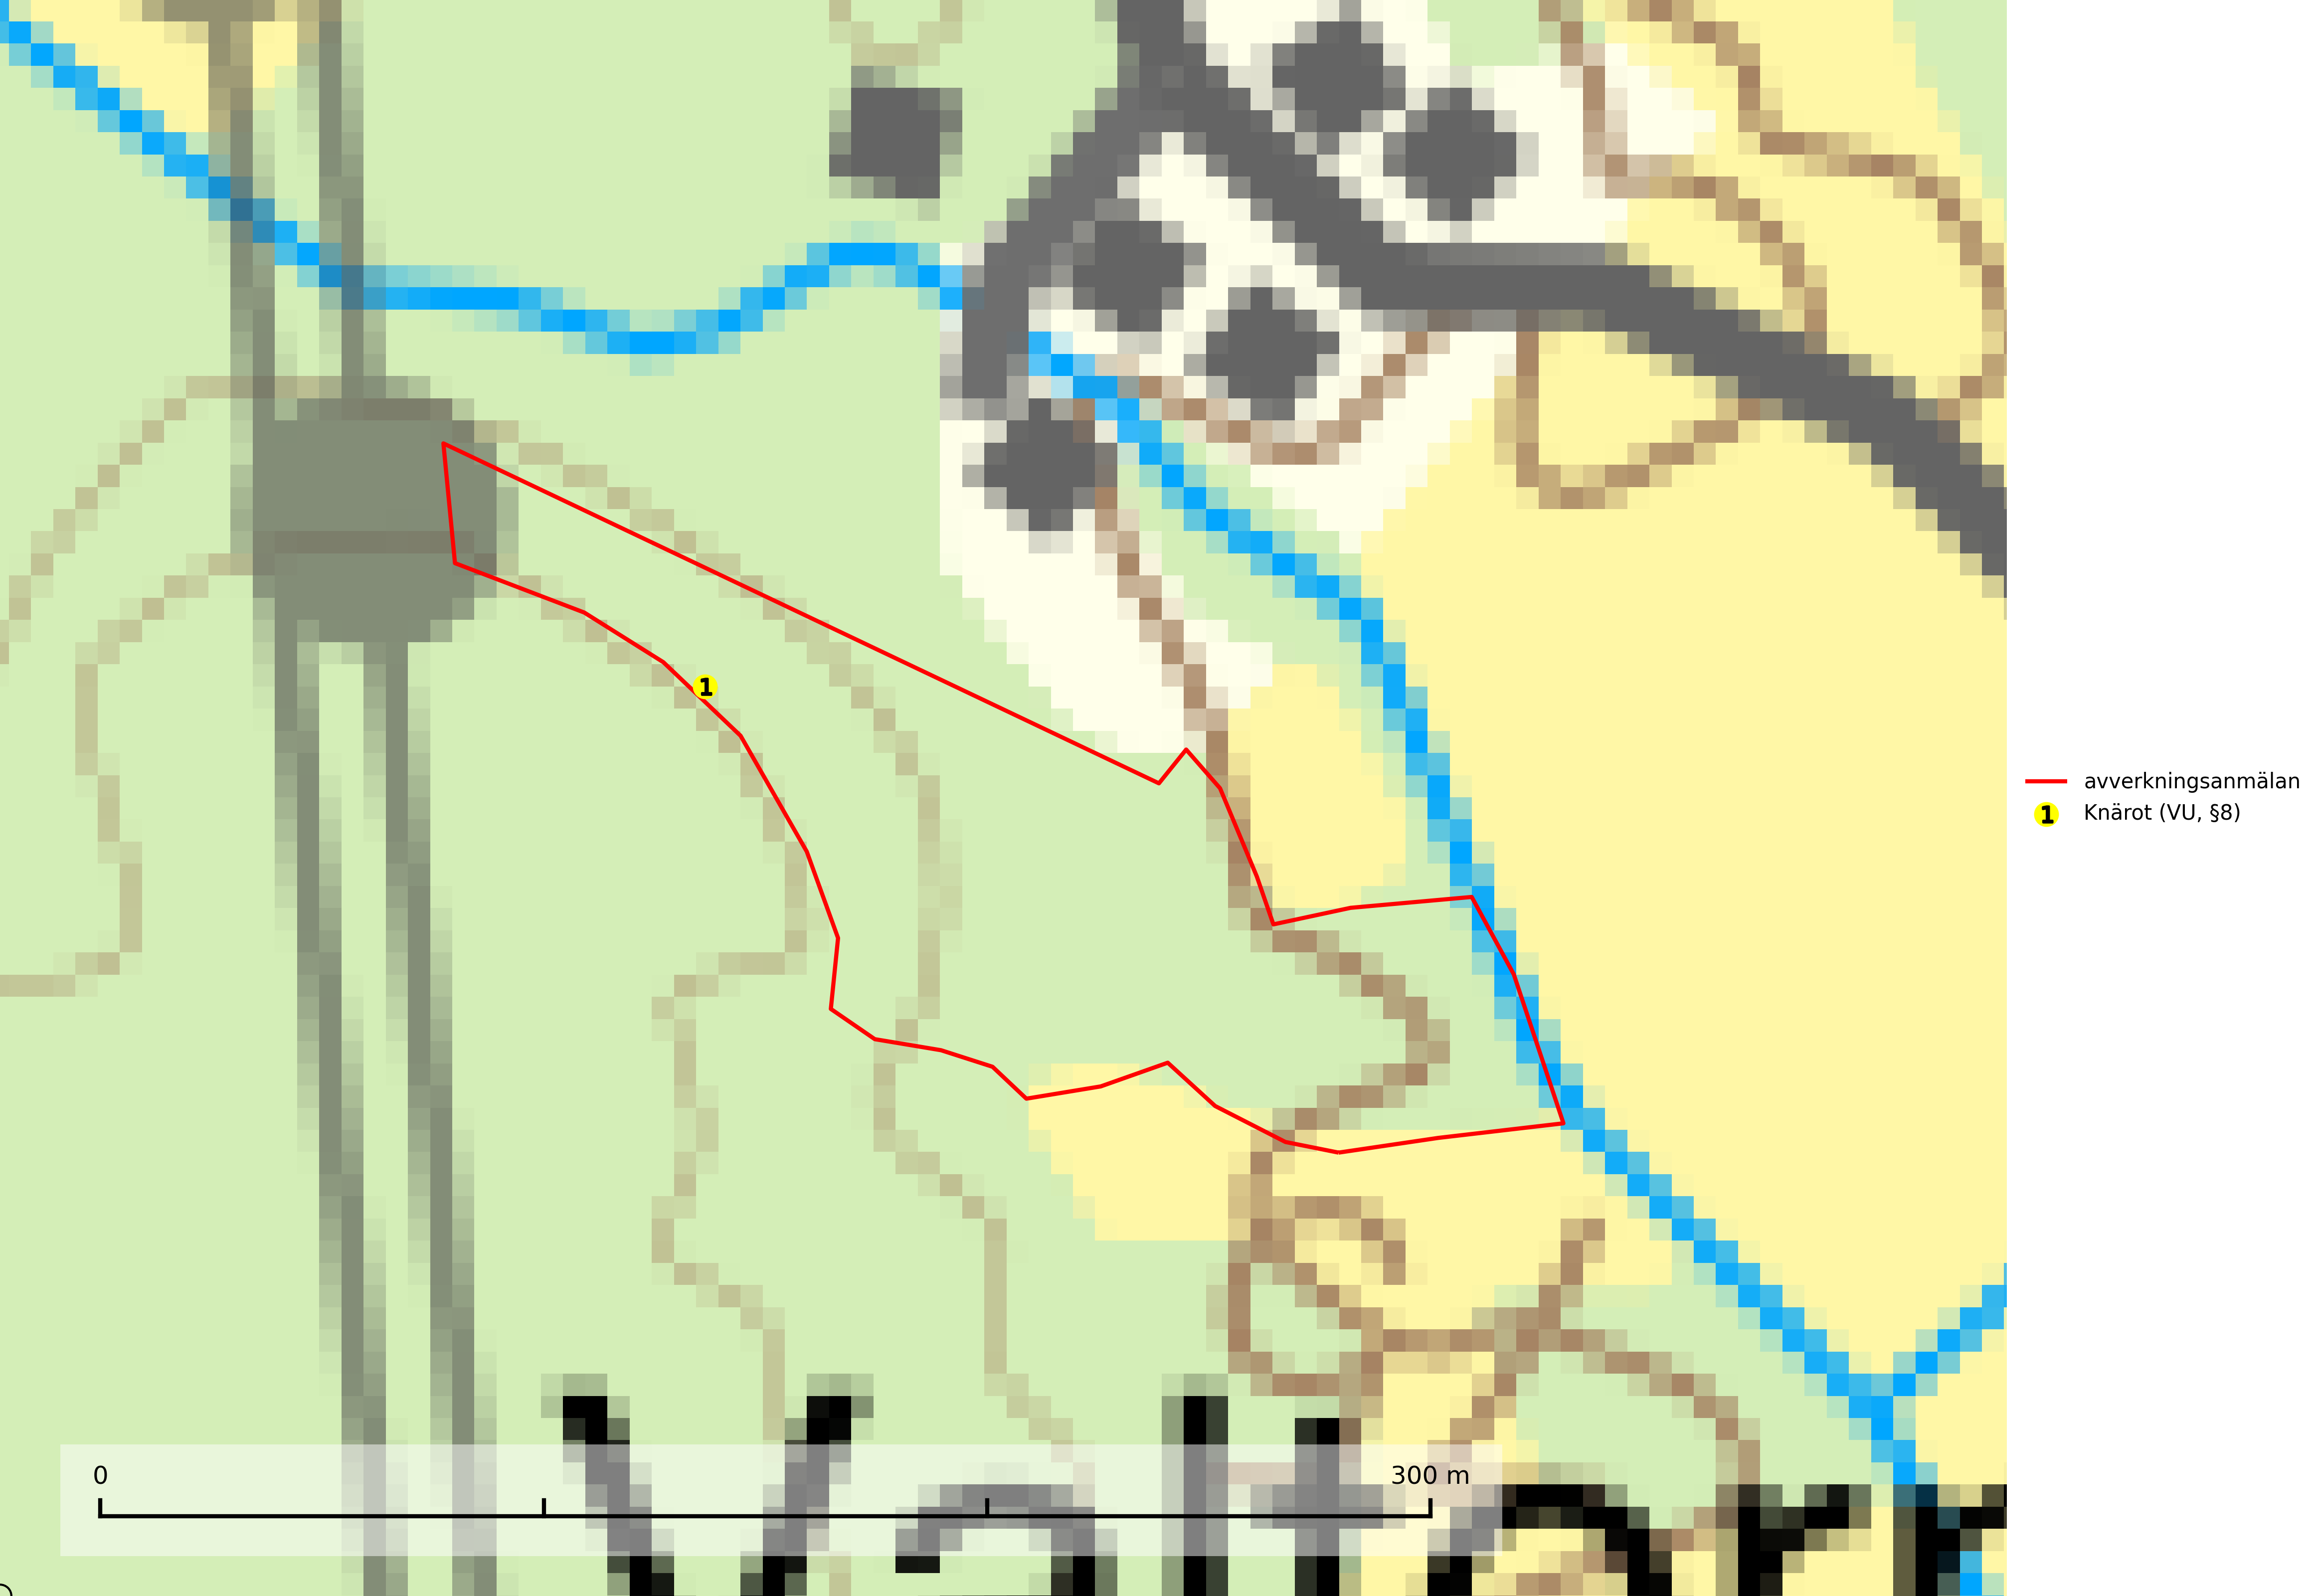 1
avverkningsanmälan
1 Knärot (VU, §8)
0 300 m